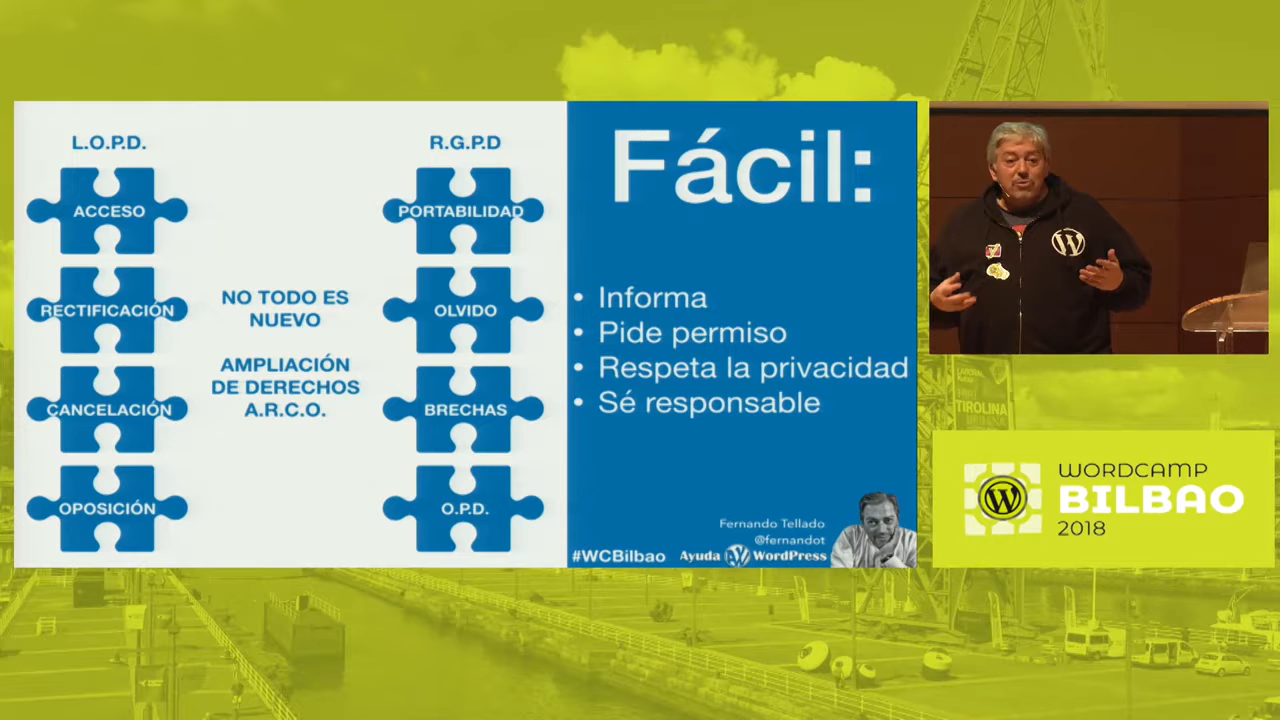 L.O.P.D.
ACCESO
RECTIFICACIÓN
CANCELACIÓN
OPOSICIÓN
NO TODO ES
NUEVO
AMPLIACIÓN
DE DERECHOS
A.R.C.O.
R.G.P.D
PORTABILIDAD
OLVIDO
BRECHAS
O.P.D.
Fácil:
• Informa
• Pide permiso
• Respeta la privacidad
• Sé responsable
Fernando Tellado
@fernandot
#WCBilbao Ayuda WordPress
TIROLINA
WORDCAMP
BILBAO
2018